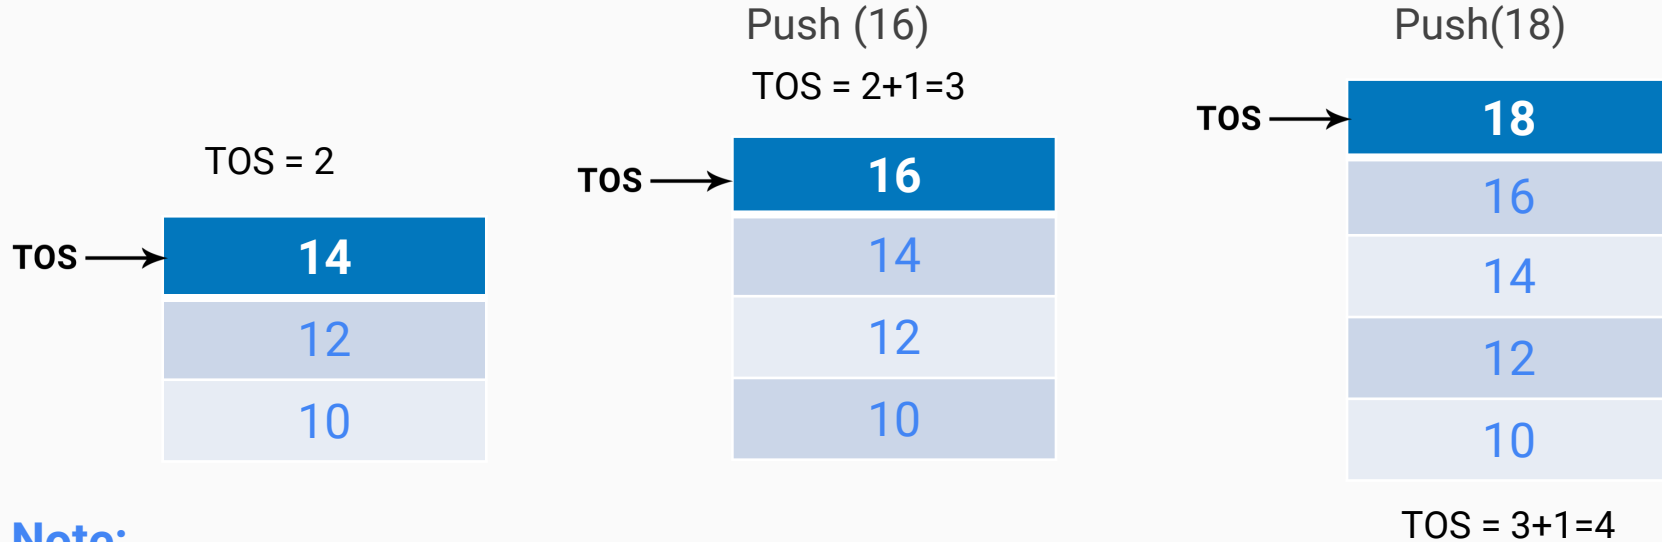 TOS = 2
TOS
14
12
10
Push (16)
TOS = 2+1=3
TOS
16
14
12
10
Push(18)
TOS
18
16
14
12
10
TOS = 3+1=4
Note: